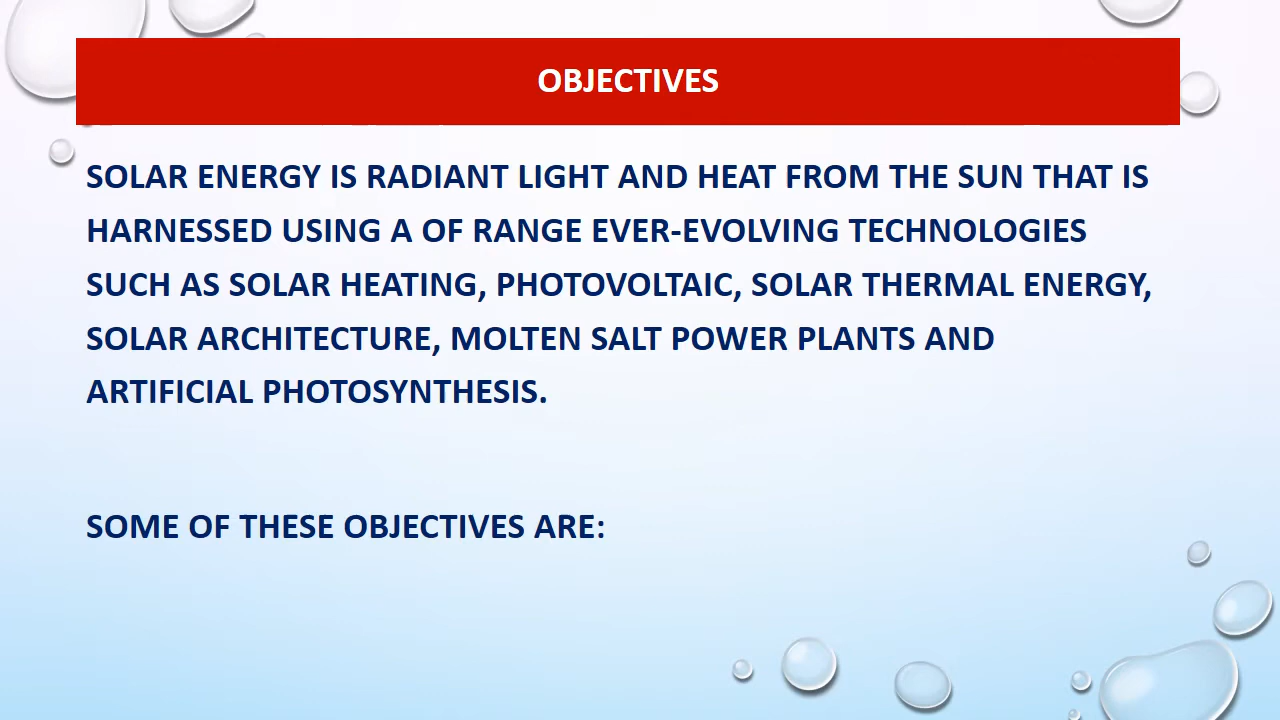 OBJECTIVES
SOLAR ENERGY IS RADIANT LIGHT AND HEAT FROM THE SUN THAT IS
HARNESSED USING A OF RANGE EVER-EVOLVING TECHNOLOGIES
SUCH AS SOLAR HEATING, PHOTOVOLTAIC, SOLAR THERMAL ENERGY,
SOLAR ARCHITECTURE, MOLTEN SALT POWER PLANTS AND
ARTIFICIAL PHOTOSYNTHESIS.
SOME OF THESE OBJECTIVES ARE: